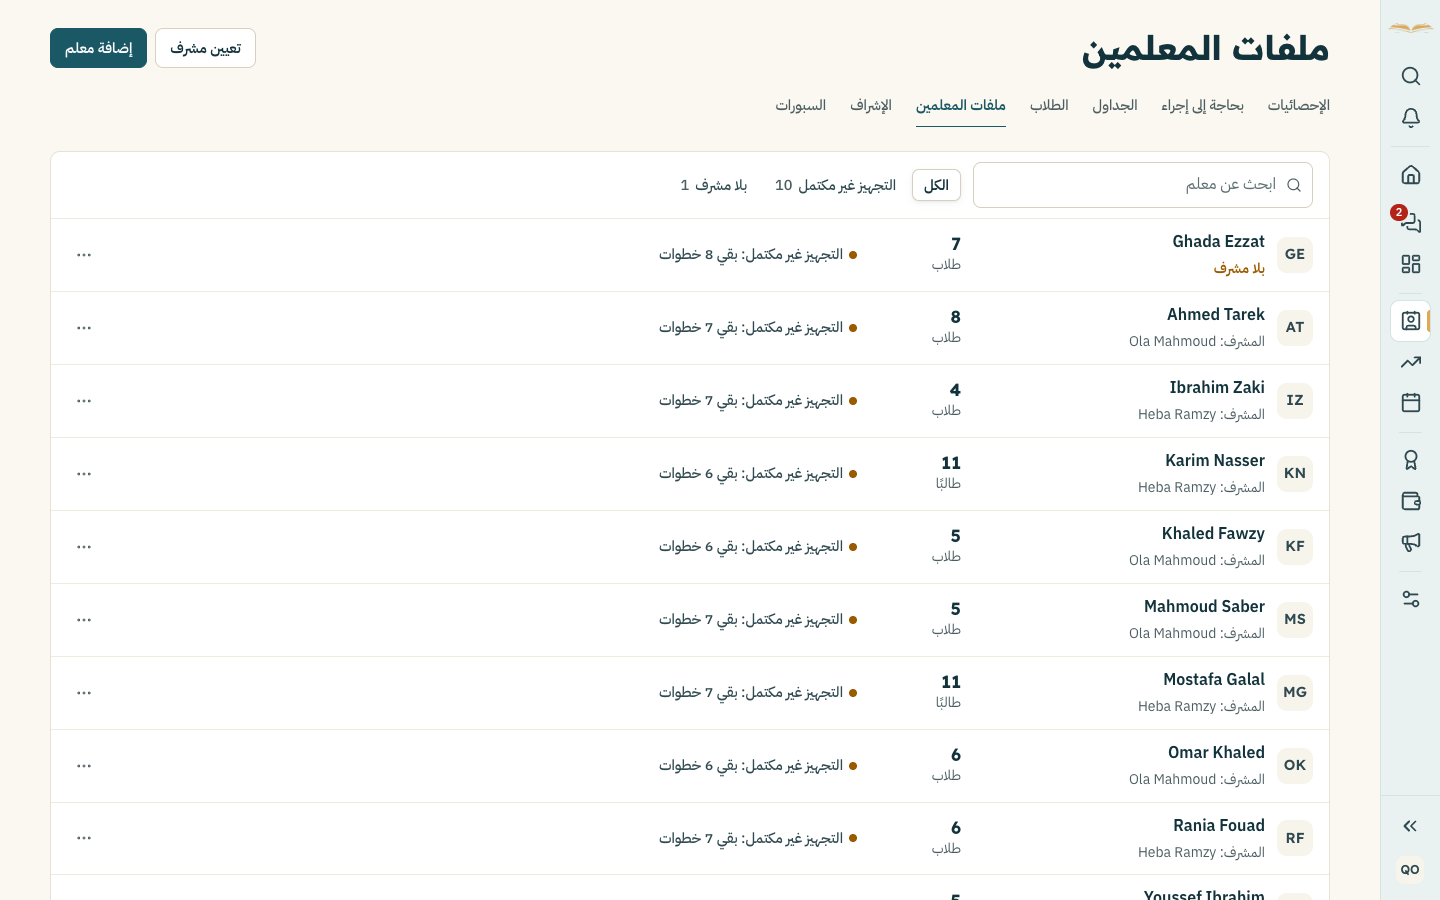 ملفات المعلمين
تعيين مشرف
إضافة معلم
الإحصائيات
بحاجة إلى إجراء
الجداول
الطلاب
ملفات المعلمين
الإشراف
السبورات
ابحث عن معلم
الكل
التجهيز غير مكتمل 10
بلا مشرف 1
GE
Ghada Ezzat
بلا مشرف
7
طلاب
التجهيز غير مكتمل: بقي 8 خطوات
AT
Ahmed Tarek
المشرف: Ola Mahmoud
8
طلاب
التجهيز غير مكتمل: بقي 7 خطوات
IZ
Ibrahim Zaki
المشرف: Heba Ramzy
4
طلاب
التجهيز غير مكتمل: بقي 7 خطوات
KN
Karim Nasser
المشرف: Heba Ramzy
11
طالبًا
التجهيز غير مكتمل: بقي 6 خطوات
KF
Khaled Fawzy
المشرف: Ola Mahmoud
5
طلاب
التجهيز غير مكتمل: بقي 6 خطوات
MS
Mahmoud Saber
المشرف: Ola Mahmoud
5
طلاب
التجهيز غير مكتمل: بقي 7 خطوات
MG
Mostafa Galal
المشرف: Heba Ramzy
11
طالبًا
التجهيز غير مكتمل: بقي 7 خطوات
OK
Omar Khaled
المشرف: Ola Mahmoud
6
طلاب
التجهيز غير مكتمل: بقي 6 خطوات
RF
Rania Fouad
المشرف: Heba Ramzy
6
طلاب
التجهيز غير مكتمل: بقي 7 خطوات
Youssef Ibrahim
5
2
QO